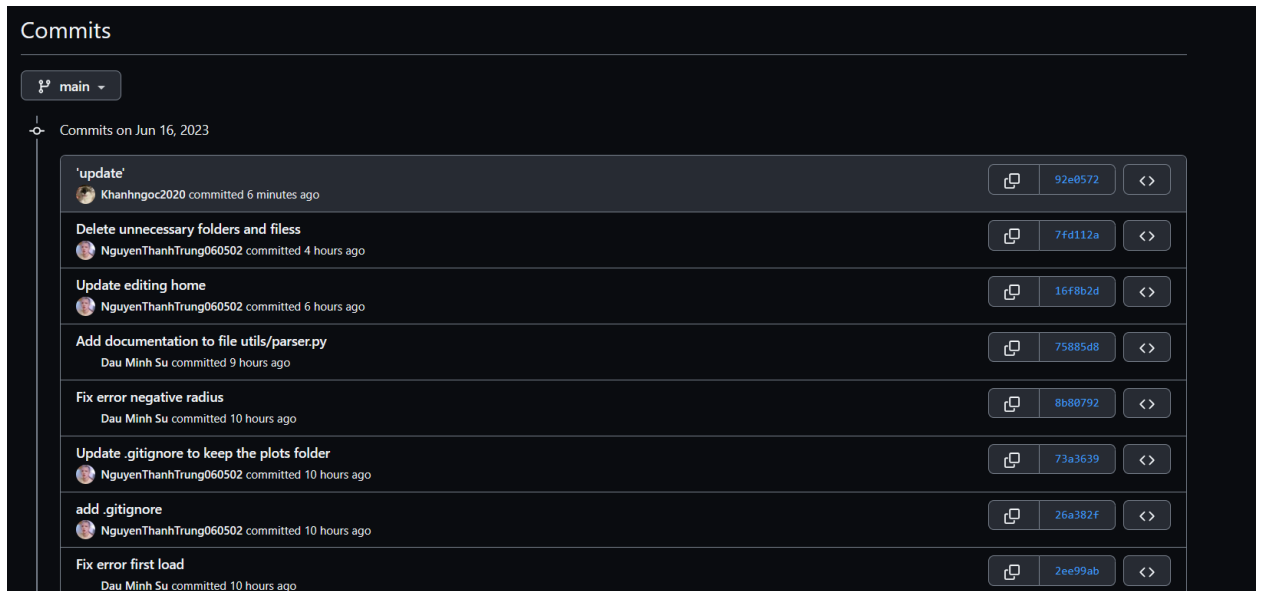 Commits
main
Commits on Jun 16, 2023
'update'
Khanhngoc2020 committed 6 minutes ago
92e0572
Delete unnecessary folders and filess
NguyenThanhTrung060502 committed 4 hours ago
7fd112a
Update editing home
NguyenThanhTrung060502 committed 6 hours ago
16f8b2d
Add documentation to file utils/parser.py
Dau Minh Su committed 9 hours ago
75885d8
Fix error negative radius
Dau Minh Su committed 10 hours ago
8b80792
Update .gitignore to keep the plots folder
NguyenThanhTrung060502 committed 10 hours ago
73a3639
add .gitignore
NguyenThanhTrung060502 committed 10 hours ago
26a382f
Fix error first load
Dau Minh Su committed 10 hours ago
2ee99ab